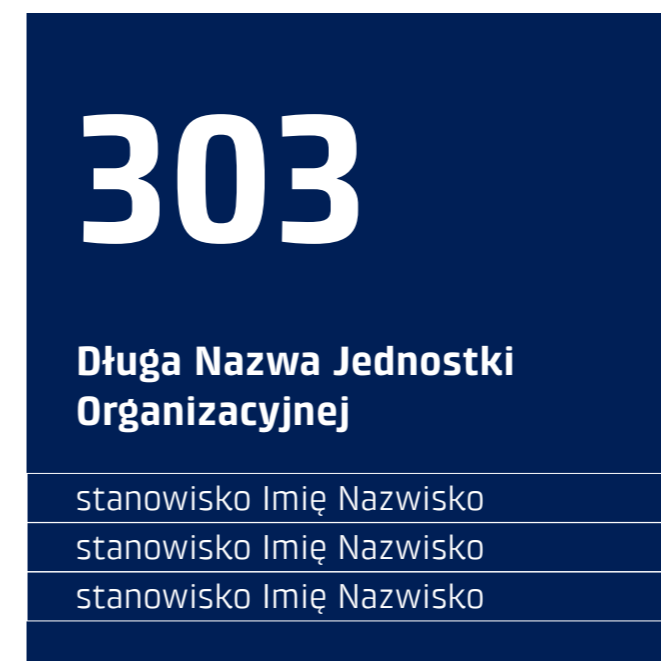 303
Długa Nazwa Jednostki
Organizacyjnej
stanowisko Imię Nazwisko
stanowisko Imię Nazwisko
stanowisko Imię Nazwisko